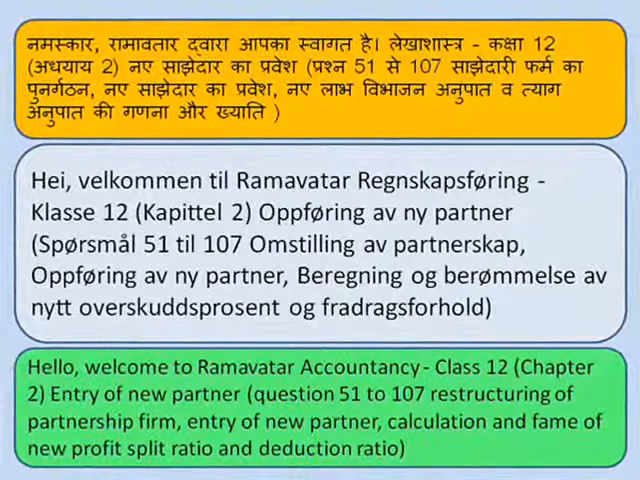 नमस्कार, रामावतार द्वारा आपका स्वागत है। लेखाशास्त्र - कक्षा 12
(अधयाय 2) नए साझेदार का प्रवेश (प्रश्न 51 से 107 साझेदारी फर्म का
पुनर्गठन, नए साझेदार का प्रवेश, नए लाभ विभाजन अनुपात व त्याग
अनुपात की गणना और ख्याति )
Hei, velkommen til Ramavatar Regnskapsføring -
Klasse 12 (Kapittel 2) Oppføring av ny partner
(Spørsmål 51 til 107 Omstilling av partnerskap,
Oppføring av ny partner, Beregning og berømmelse av
nytt overskuddsprosent og fradragsforhold)
Hello, welcome to Ramavatar Accountancy - Class 12 (Chapter
2) Entry of new partner (question 51 to 107 restructuring of
partnership firm, entry of new partner, calculation and fame of
new profit split ratio and deduction ratio)